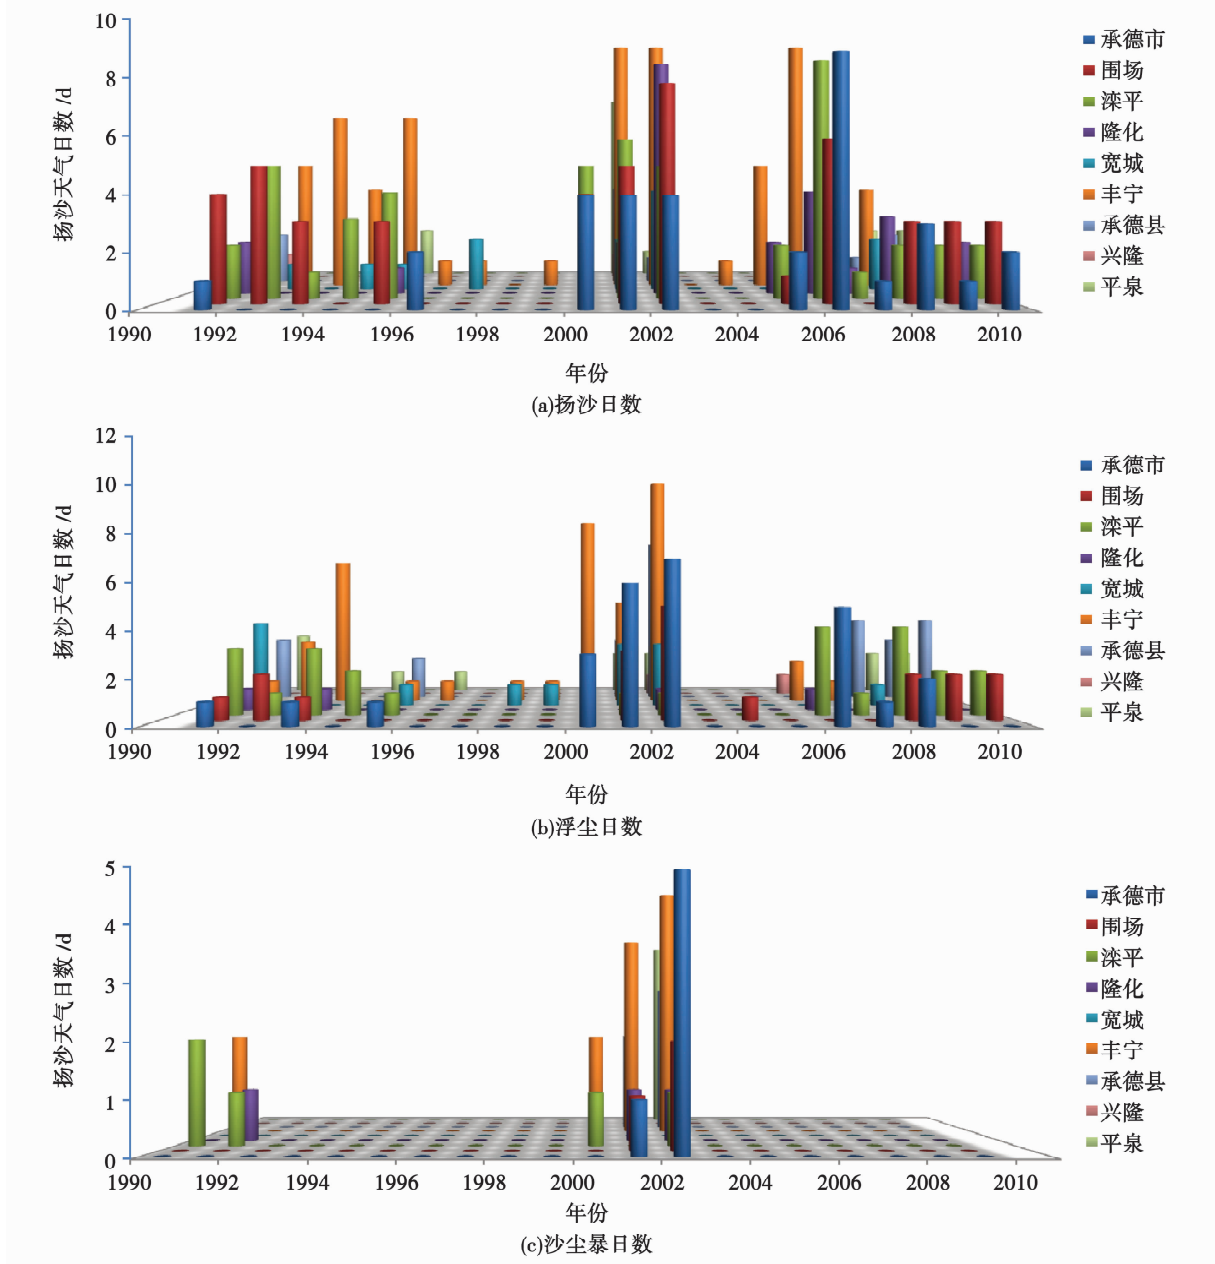 扬沙天气日数/d
10
8
6
4
2
0
1990 1992 1994 1996 1998 2000 2002 2004 2006 2008 2010
年份
承德市
围场
滦平
隆化
宽城
丰宁
承德县
兴隆
平泉
(a)扬沙日数
扬沙天气日数/d
12
10
8
6
4
2
0
1990 1992 1994 1996 1998 2000 2002 2004 2006 2008 2010
年份
承德市
围场
滦平
隆化
宽城
丰宁
承德县
兴隆
平泉
(b)浮尘日数
扬沙天气日数/d
5
4
3
2
1
0
1990 1992 1994 1996 1998 2000 2002 2004 2006 2008 2010
年份
承德市
围场
滦平
隆化
宽城
丰宁
承德县
兴隆
平泉
(c)沙尘暴日数